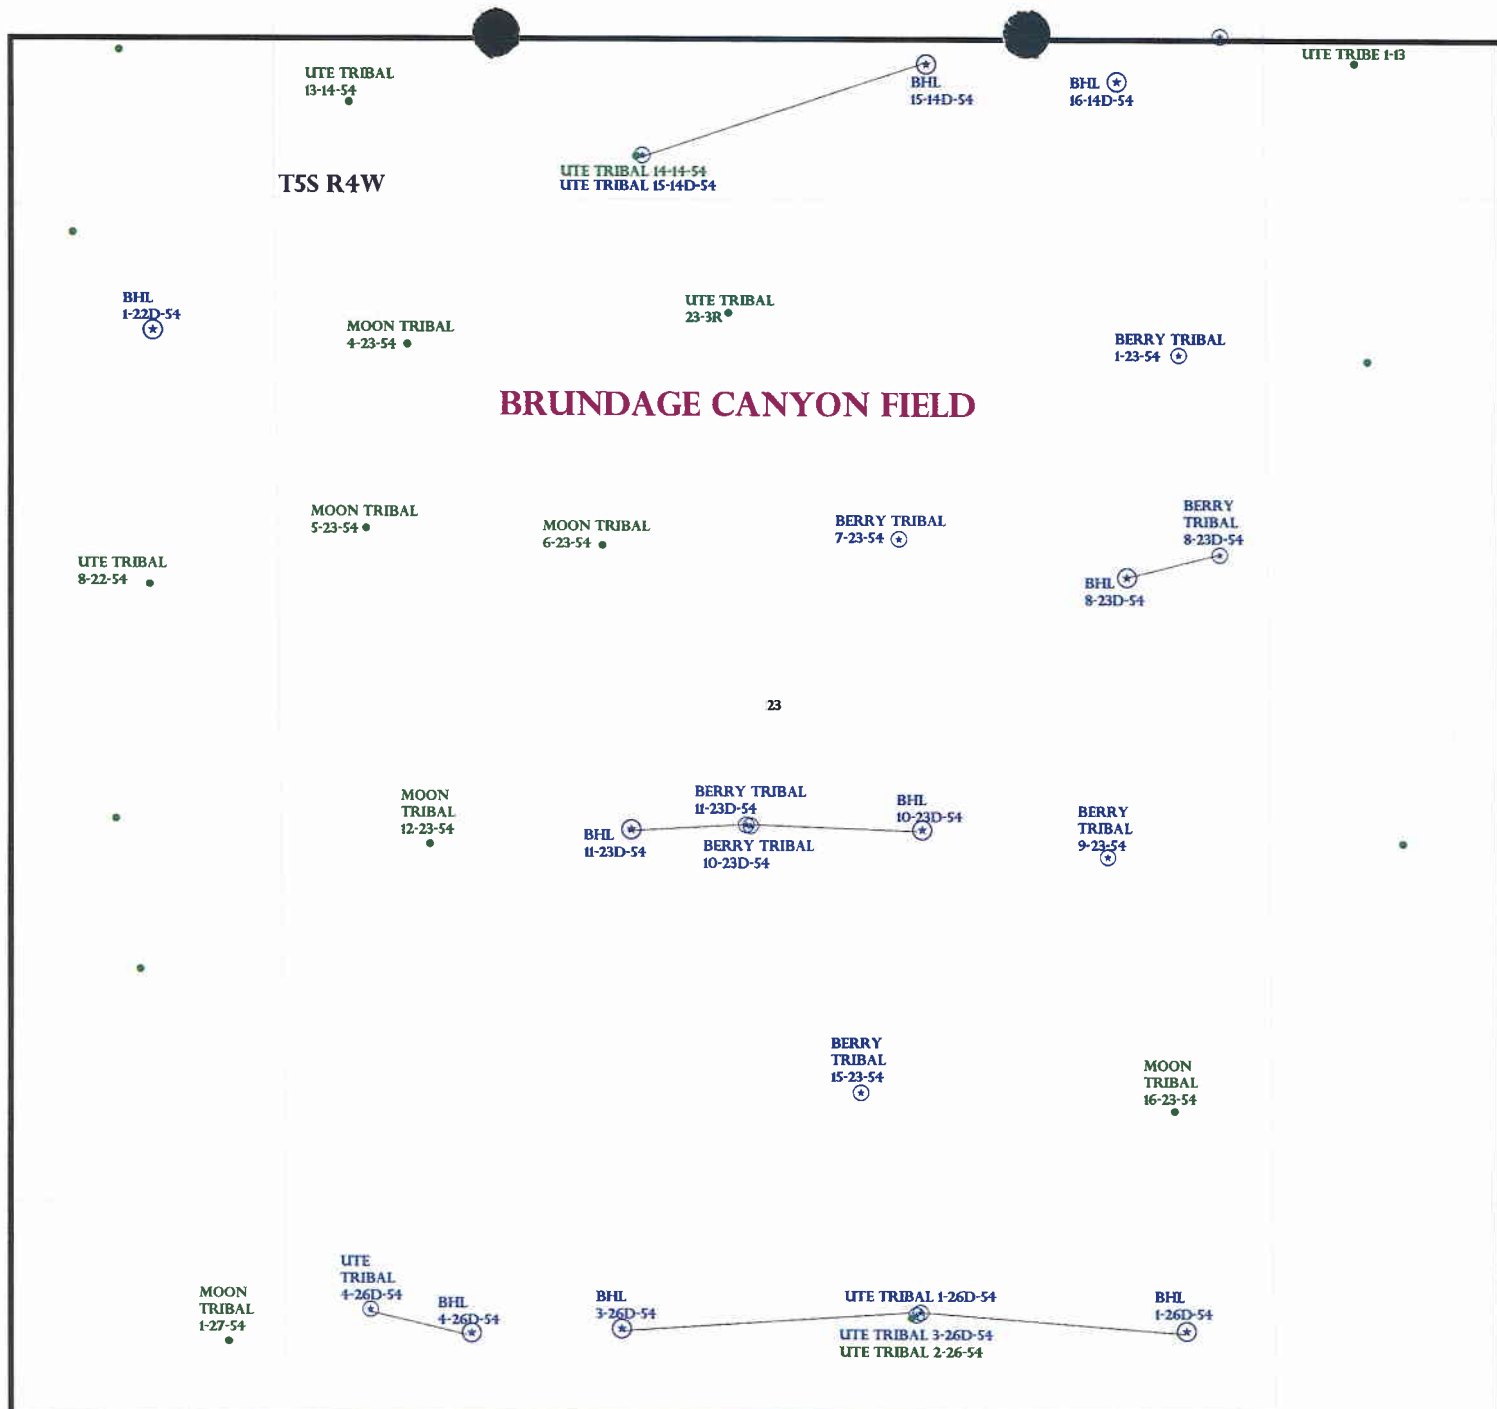 UTE TRIBE 1-13
UTE TRIBAL
13-14-54
BHL
15-14D-54
BHL
16-14D-54
UTE TRIBAL 14-14-54
UTE TRIBAL 15-14D-54
T5S R4W
BHL
1-22D-54
MOON TRIBAL
4-23-54
UTE TRIBAL
23-3R
BERRY TRIBAL
1-23-54
BRUNDAGE CANYON FIELD
MOON TRIBAL
5-23-54
MOON TRIBAL
6-23-54
BERRY TRIBAL
7-23-54
BERRY
TRIBAL
8-23D-54
UTE TRIBAL
8-22-54
BHL
8-23D-54
23
MOON
TRIBAL
12-23-54
BHL
11-23D-54
BERRY TRIBAL
11-23D-54
BERRY TRIBAL
10-23D-54
BHL
10-23D-54
BERRY
TRIBAL
9-23-54
BERRY
TRIBAL
15-23-54
MOON
TRIBAL
16-23-54
MOON
TRIBAL
1-27-54
UTE
TRIBAL
4-26D-54
BHL
4-26D-54
BHL
3-26D-54
UTE TRIBAL 1-26D-54
UTE TRIBAL 3-26D-54
UTE TRIBAL 2-26-54
BHL
1-26D-54